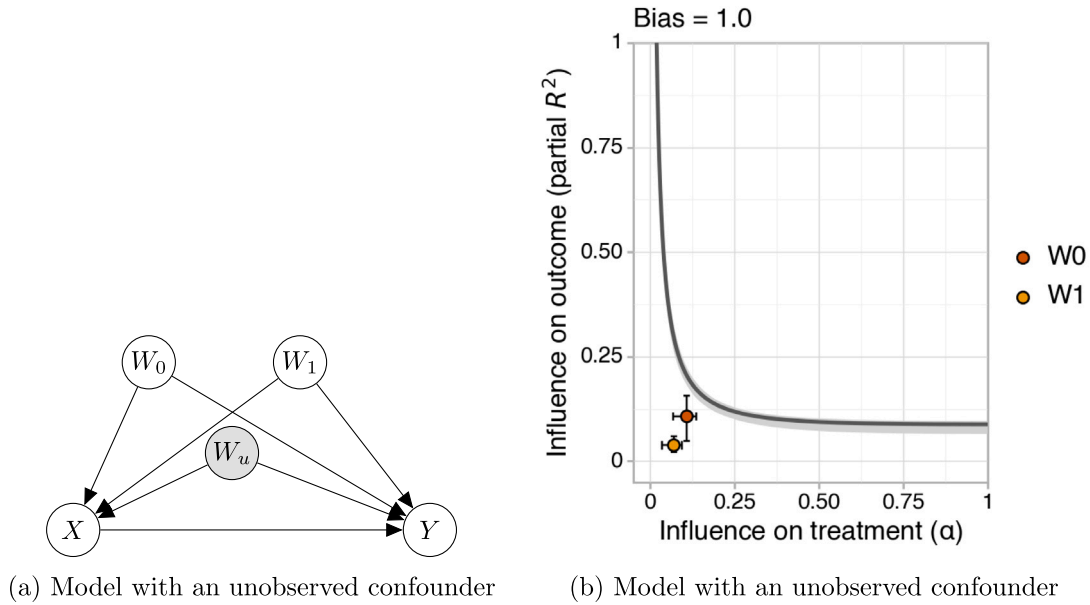 Bias = 1.0
Influence on outcome (partial R²)
1
0.75
0.50
0.25
0
0
0.25
0.50
0.75
1
Influence on treatment (α)
W0
W1
W₀
W₁
Wᵤ
X
Y
(a) Model with an unobserved confounder
(b) Model with an unobserved confounder